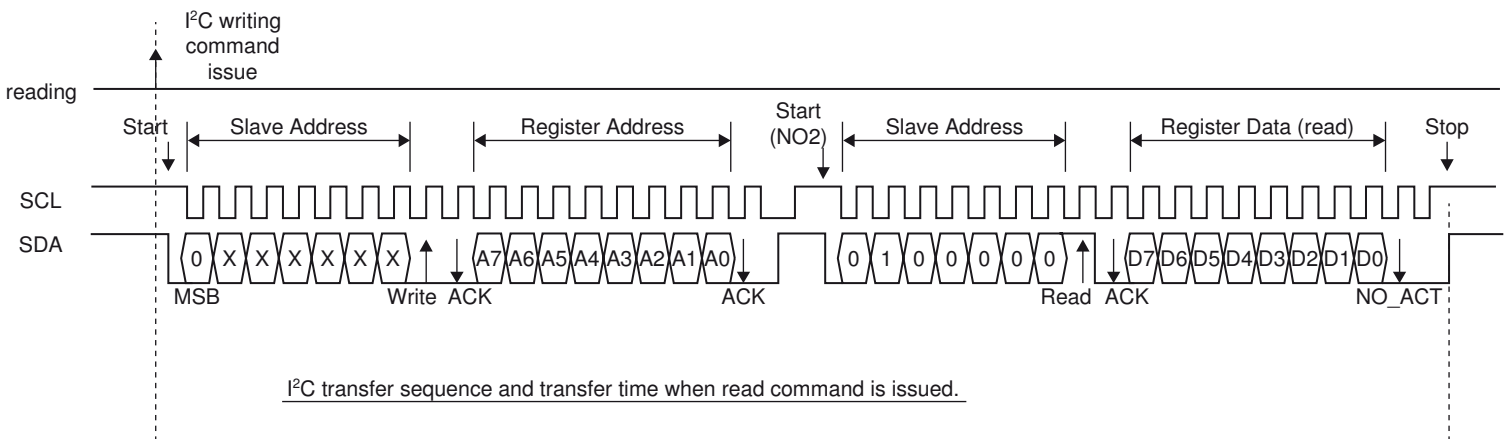 I²C writing
command
issue
reading
Start Slave Address Register Address Start
(NO2) Slave Address Register Data (read) Stop
SCL
SDA
0 X X X X X X A7 A6 A5 A4 A3 A2 A1 A0 0 1 0 0 0 0 0 D7 D6 D5 D4 D3 D2 D1 D0
MSB Write ACK ACK Read ACK NO_ACT
I²C transfer sequence and transfer time when read command is issued.